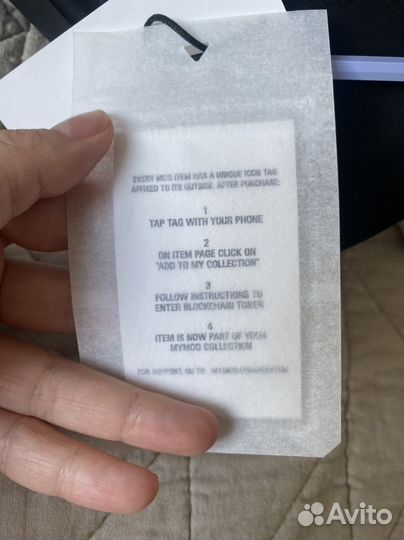 EVERY MCQ ITEM HAS A UNIQUE ICON TAG
AFFIXED TO ITS OUTSIDE. AFTER PURCHASE:
1
TAP TAG WITH YOUR PHONE
2
ON ITEM PAGE CLICK ON
"ADD TO MY COLLECTION"
3
FOLLOW INSTRUCTIONS TO
ENTER BLOCKCHAIN TOKEN
4
ITEM IS NOW PART OF YOUR
MYMCQ COLLECTION
FOR SUPPORT, GO TO
Avito